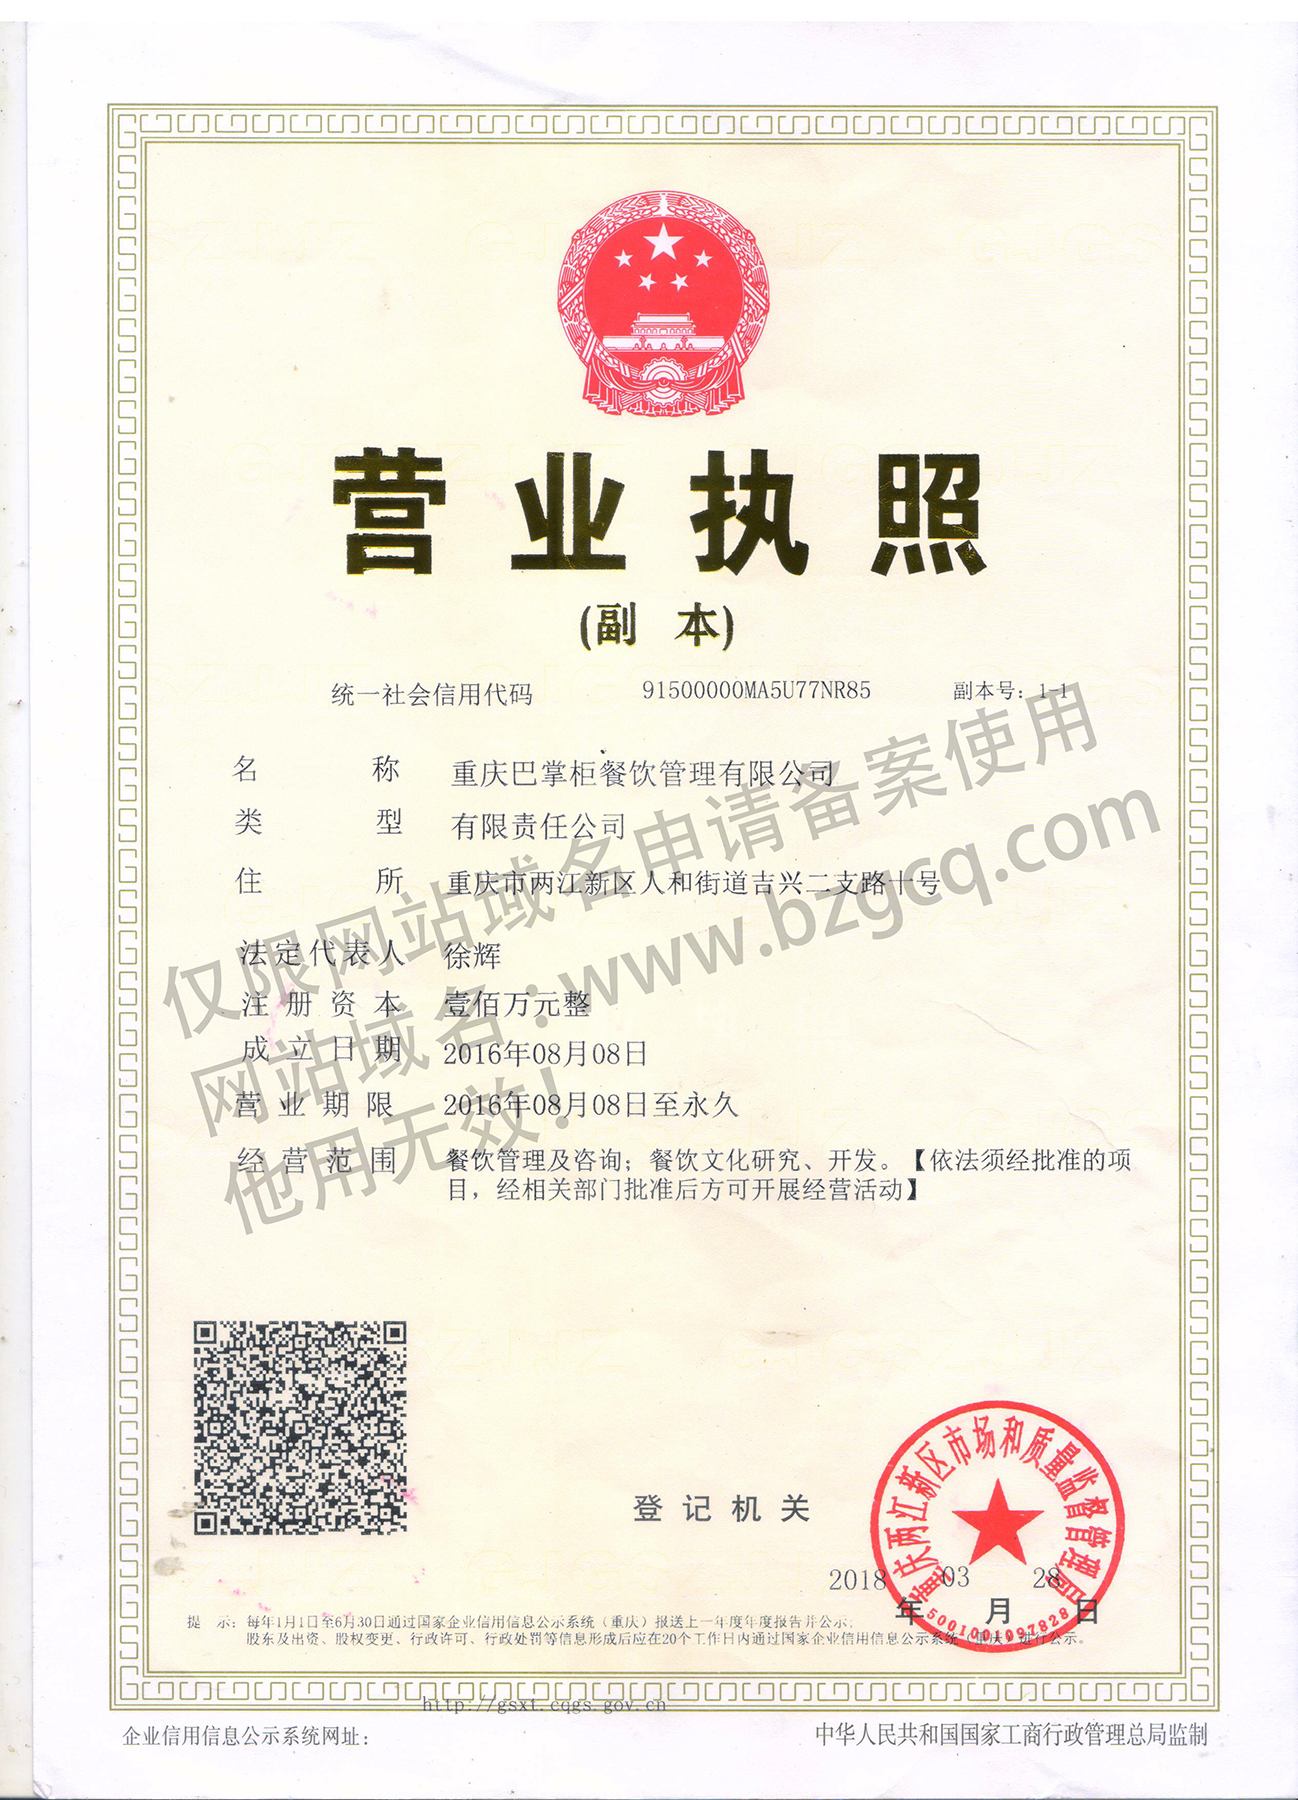 营业执照
(副 本)
统一社会信用代码 91500000MA5U77NR85 副本号：1-1
名称 重庆巴掌柜餐饮管理有限公司
类型 有限责任公司
住所 重庆市两江新区人和街道吉兴二支路十号
法定代表人 徐辉
注册资本 壹佰万元整
成立日期 2016年08月08日
营业期限 2016年08月08日至永久
经营范围 餐饮管理及咨询；餐饮文化研究、开发。【依法须经批准的项
目，经相关部门批准后方可开展经营活动】
仅限网站域名申请备案使用
网站域名：www.bzgcq.com
他用无效！
登记机关
重庆两江新区市场和质量监督管理局
5001001097828
2018年03月28日
提 示：每年1月1日至6月30日通过国家企业信用信息公示系统（重庆）报送上一年度年度报告并公示；
股东及出资、股权变更、行政许可、行政处罚等信息形成后应在20个工作日内通过国家企业信用信息公示系统（重庆）进行公示。
http://gsxt.cqgs.gov.cn
企业信用信息公示系统网址： 中华人民共和国国家工商行政管理总局监制